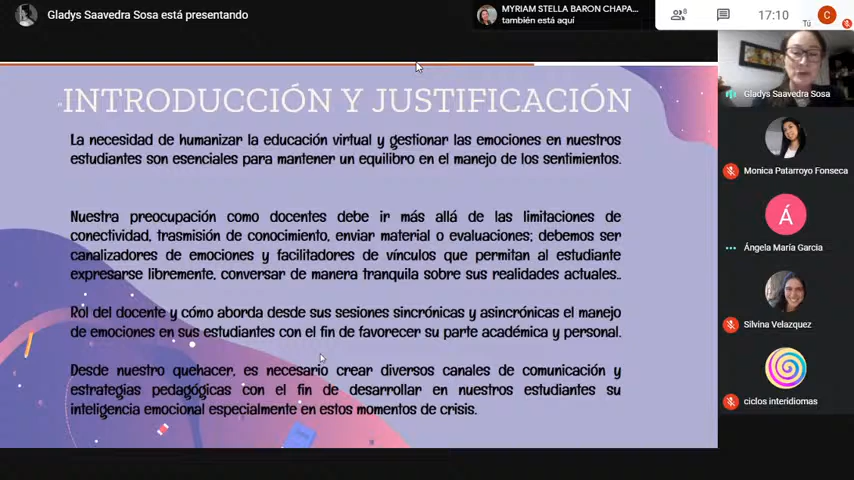 Gladys Saavedra Sosa está presentando
MYRIAM STELLA BARON CHAPA...
también está aquí
8
17:10
Tú
C
"INTRODUCCIÓN Y JUSTIFICACIÓN
La necesidad de humanizar la educación virtual y gestionar las emociones en nuestros
estudiantes son esenciales para mantener un equilibro en el manejo de los sentimientos.
Nuestra preocupación como docentes debe ir más allá de las limitaciones de
conectividad, trasmisión de conocimiento, enviar material o evaluaciones; debemos ser
canalizadores de emociones y facilitadores de vínculos que permitan al estudiante
expresarse libremente, conversar de manera tranquila sobre sus realidades actuales..
Rol del docente y cómo aborda desde sus sesiones sincrónicas y asincrónicas el manejo
de emociones en sus estudiantes con el fin de favorecer su parte académica y personal.
Desde nuestro quehacer, es necesario crear diversos canales de comunicación y
estrategias pedagógicas con el fin de desarrollar en nuestros estudiantes su
inteligencia emocional especialmente en estos momentos de crisis.
Gladys Saavedra Sosa
Monica Patarroyo Fonseca
Á
Ángela María García
Silvina Velazquez
ciclos interidiomas